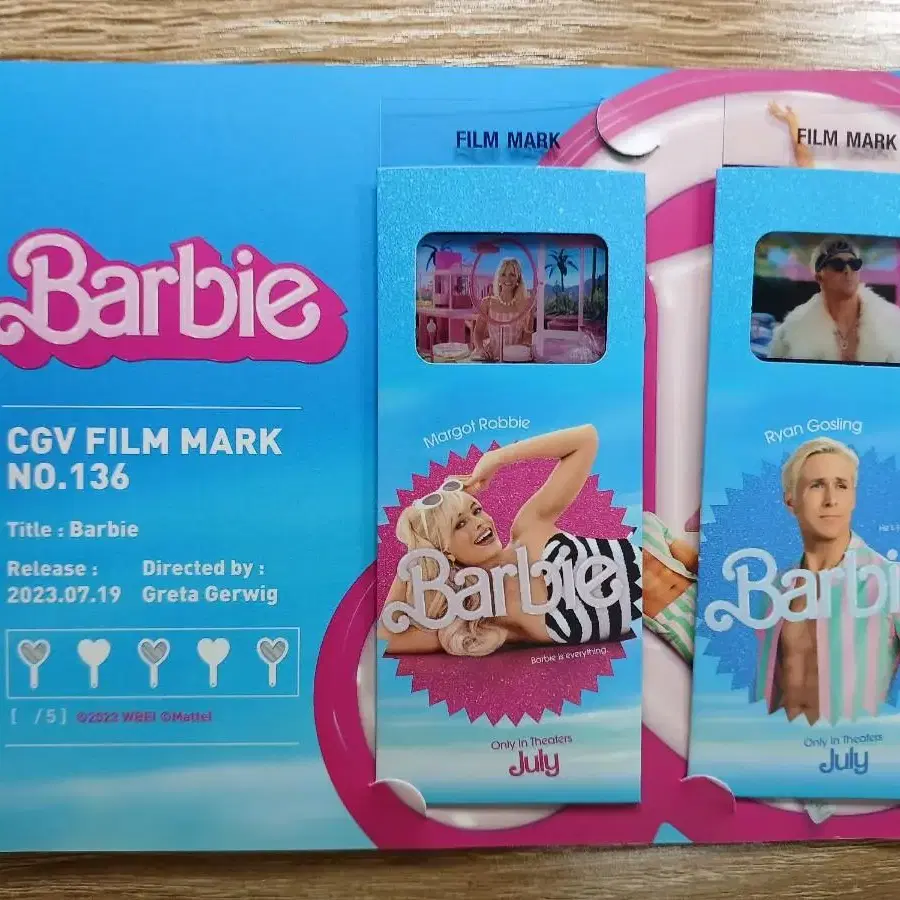 Barbie
CGV FILM MARK
NO.136
Title : Barbie
Release :
2023.07.19
Directed by :
Greta Gerwig
[ /5] ©2023 WBEI ©Mattel
FILM MARK
Margot Robbie
Barbie
Barbie is everything.
Only In Theaters
July
FILM MARK
Ryan Gosling
He's
Barbi
Only In Theaters
July